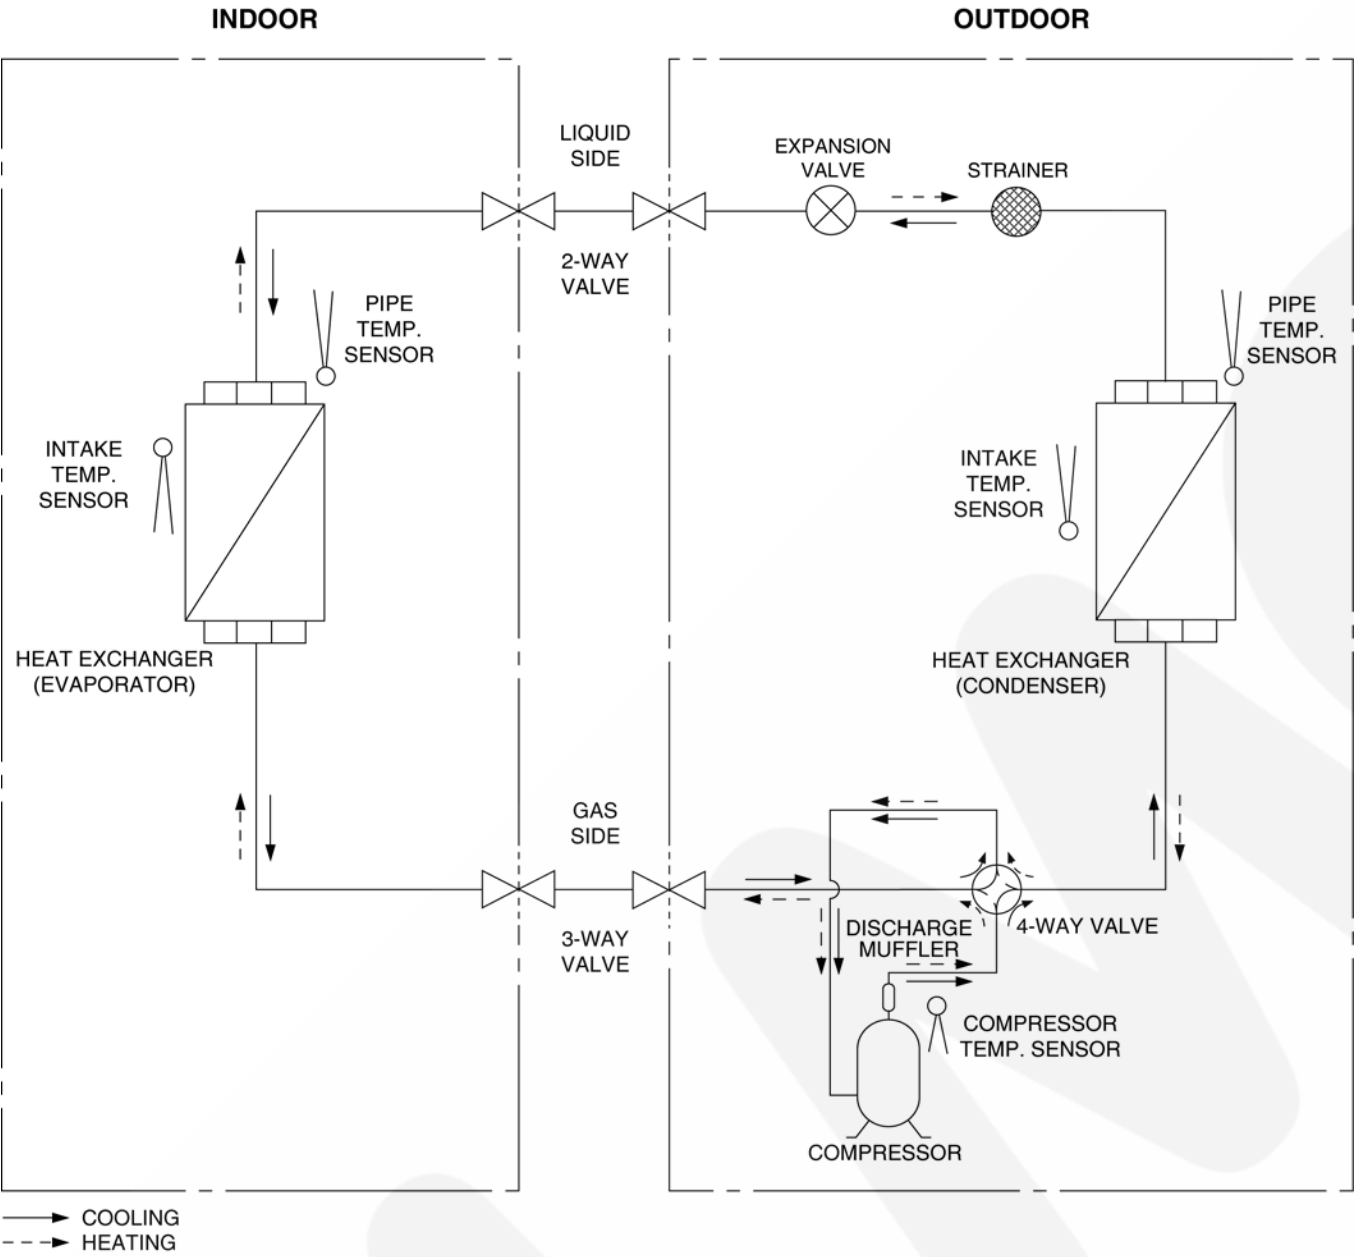 INDOOR
OUTDOOR
LIQUID
SIDE
EXPANSION
VALVE
STRAINER
2-WAY
VALVE
PIPE
TEMP.
SENSOR
PIPE
TEMP.
SENSOR
INTAKE
TEMP.
SENSOR
INTAKE
TEMP.
SENSOR
HEAT EXCHANGER
(EVAPORATOR)
HEAT EXCHANGER
(CONDENSER)
GAS
SIDE
3-WAY
VALVE
DISCHARGE
MUFFLER
4-WAY VALVE
COMPRESSOR
TEMP. SENSOR
COMPRESSOR
COOLING
HEATING